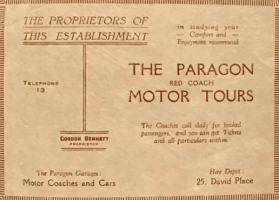 THE PROPRIETORS OF
THIS ESTABLISHMENT
in studying your
— Comfort and —
Enjoyment recommend
TELEPHONE
13
THE PARAGON
RED COACH
MOTOR TOURS
GORDON BENNETT
PROPRIETOR
The Coaches call daily for limited
passengers, and you can get Tickets
and all particulars within.
The Paragon Garages:
Motor Coaches and Cars
Hire Depot:
25, David Place